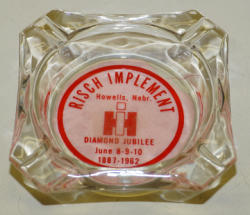 RISCH IMPLEMENT
Howells, Nebr.
IH
DIAMOND JUBILEE
June 8-9-10
1887-1962